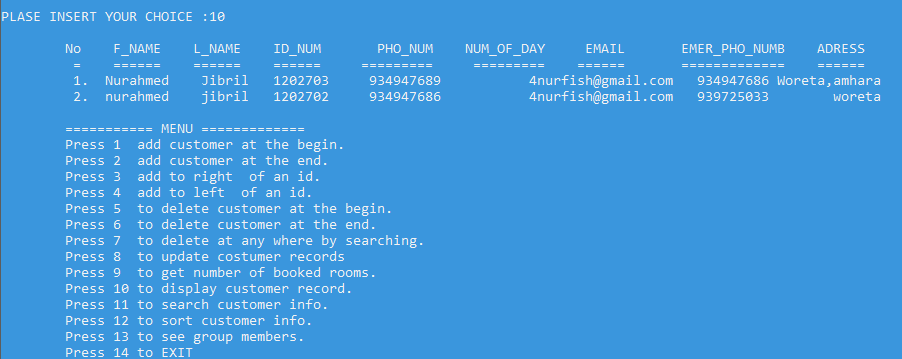 PLASE INSERT YOUR CHOICE :10
No F_NAME L_NAME ID_NUM PHO_NUM NUM_OF_DAY EMAIL EMER_PHO_NUMB ADRESS
= ====== ====== ====== ========= ========= ====== ============= ======
1. Nurahmed Jibril 1202703 934947689 4nurfish@gmail.com 934947686 Woreta,amhara
2. nurahmed jibril 1202702 934947686 4nurfish@gmail.com 939725033 woreta
=========== MENU =============
Press 1 add customer at the begin.
Press 2 add customer at the end.
Press 3 add to right of an id.
Press 4 add to left of an id.
Press 5 to delete customer at the begin.
Press 6 to delete customer at the end.
Press 7 to delete at any where by searching.
Press 8 to update costumer records
Press 9 to get number of booked rooms.
Press 10 to display customer record.
Press 11 to search customer info.
Press 12 to sort customer info.
Press 13 to see group members.
Press 14 to EXIT